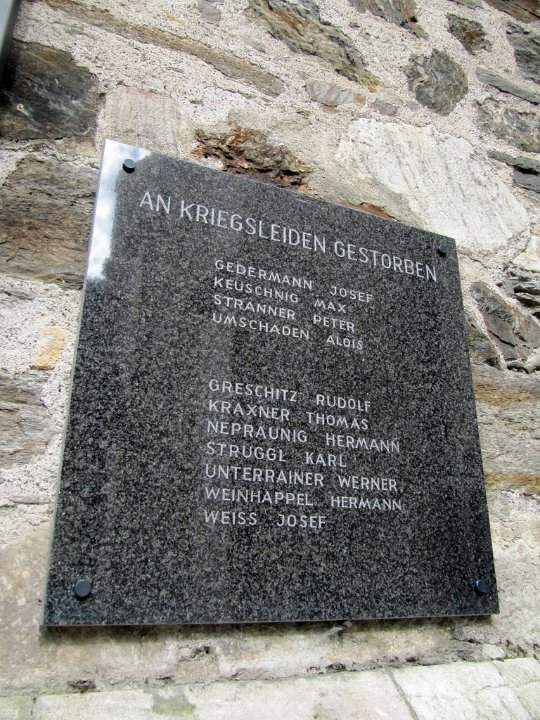 AN KRIEGSLEIDEN GESTORBEN
GEDERMANN JOSEF
KEUSCHNIG MAX
STRANNER PETER
UMSCHADEN ALOIS
GRESCHITZ RUDOLF
KRAXNER THOMAS
NEPRAUNIG HERMANN
STRUGGL KARL
UNTERRAINER WERNER
WEINHAPPEL HERMANN
WEISS JOSEF